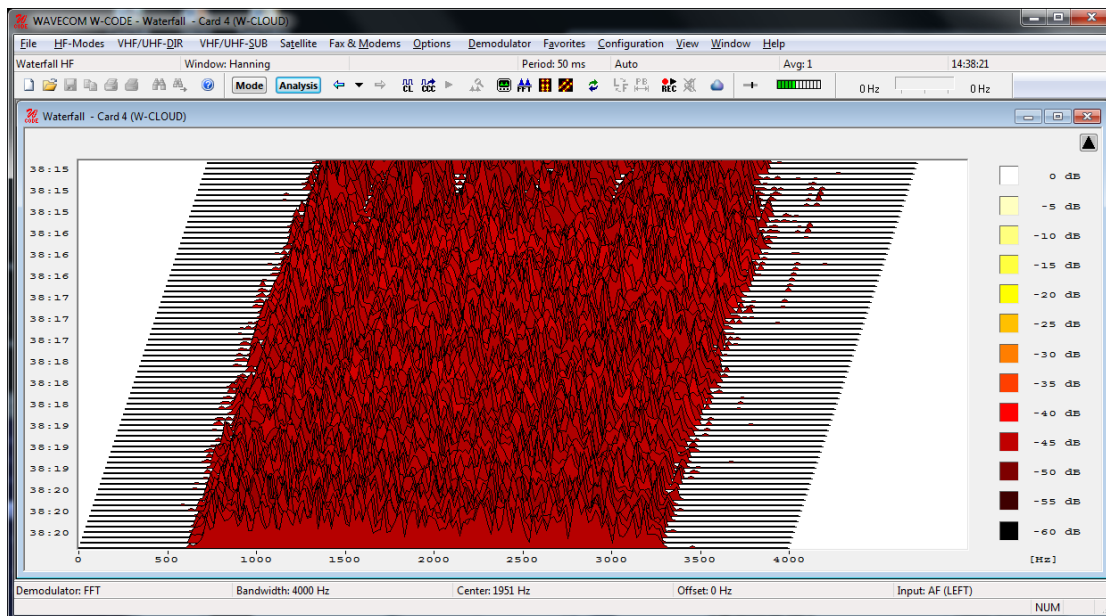 WAVECOM W-CODE - Waterfall - Card 4 (W-CLOUD)
File HF-Modes VHF/UHF-DIR VHF/UHF-SUB Satellite Fax & Modems Options Demodulator Favorites Configuration View Window Help
Waterfall HF Window: Hanning Period: 50 ms Auto Avg: 1 14:38:21
Mode Analysis CL CCC FFT L-F PB REC 0 Hz 0 Hz
W CODE Waterfall - Card 4 (W-CLOUD)
38:15 0 dB
38:15 -5 dB
38:15 -10 dB
38:16 -15 dB
38:16 -20 dB
38:16 -25 dB
38:17 -30 dB
38:17 -35 dB
38:17 -40 dB
38:18 -45 dB
38:18 -50 dB
38:18 -55 dB
38:19 -60 dB
38:19
38:19
38:20
38:20
38:20
0 500 1000 1500 2000 2500 3000 3500 4000 [Hz]
Demodulator: FFT Bandwidth: 4000 Hz Center: 1951 Hz Offset: 0 Hz Input: AF (LEFT)
NUM